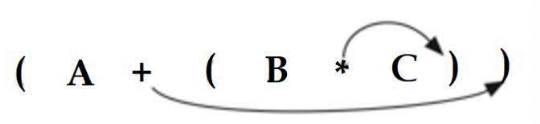 ( A + ( B * C ) )